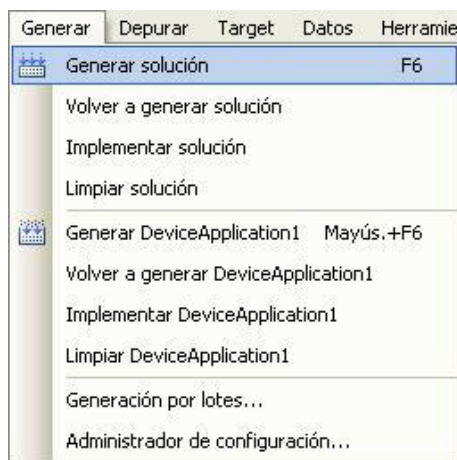 Generar Depurar Target Datos Herramie
Generar solución F6
Volver a generar solución
Implementar solución
Limpiar solución
Generar DeviceApplication1 Mayús.+F6
Volver a generar DeviceApplication1
Implementar DeviceApplication1
Limpiar DeviceApplication1
Generación por lotes...
Administrador de configuración...